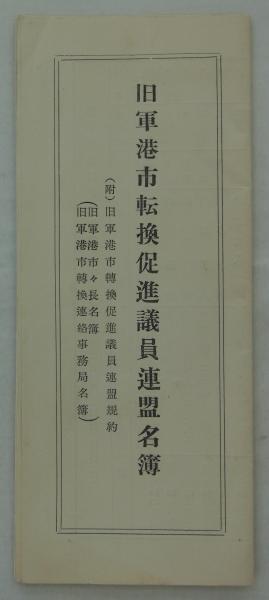 旧軍港市転換促進議員連盟名簿
(附)旧軍港市轉換促進議員連盟規約
(旧軍港市々長名簿
旧軍港市轉換連絡事務局名簿)